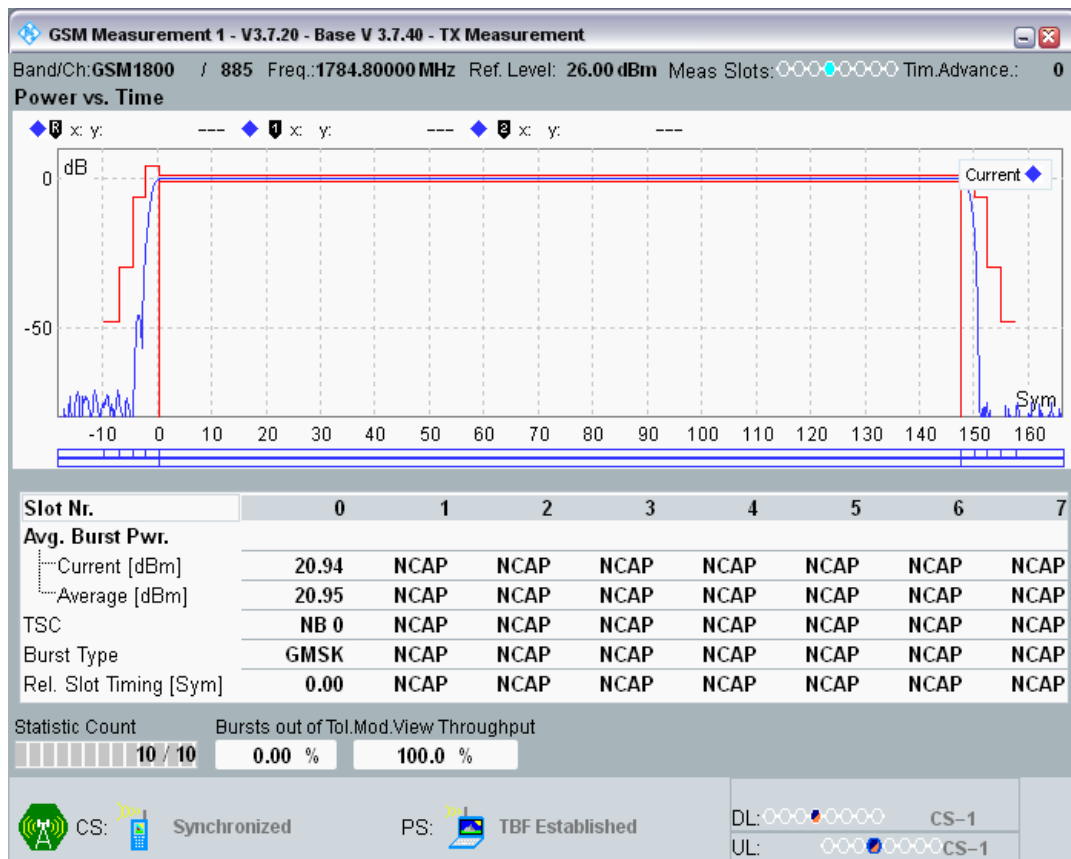 GSM Measurement 1 - V3.7.20 - Base V 3.7.40 - TX Measurement
Band/Ch:GSM1800 / 885 Freq.:1784.80000 MHz Ref. Level: 26.00 dBm Meas Slots: Tim.Advance.: 0
Power vs. Time
R x: y: --- 1 x: y: --- 2 x: y: ---
dB
Current
0
-50
Sym
-10 0 10 20 30 40 50 60 70 80 90 100 110 120 130 140 150 160
Slot Nr. 0 1 2 3 4 5 6 7
Avg. Burst Pwr.
Current [dBm] 20.94 NCAP NCAP NCAP NCAP NCAP NCAP NCAP
Average [dBm] 20.95 NCAP NCAP NCAP NCAP NCAP NCAP NCAP
TSC NB 0 NCAP NCAP NCAP NCAP NCAP NCAP NCAP
Burst Type GMSK NCAP NCAP NCAP NCAP NCAP NCAP NCAP
Rel. Slot Timing [Sym] 0.00 NCAP NCAP NCAP NCAP NCAP NCAP NCAP
Statistic Count Bursts out of Tol.Mod.View Throughput
10 / 10 0.00 % 100.0 %
CS: Synchronized PS: TBF Established
DL: CS-1
UL: CS-1